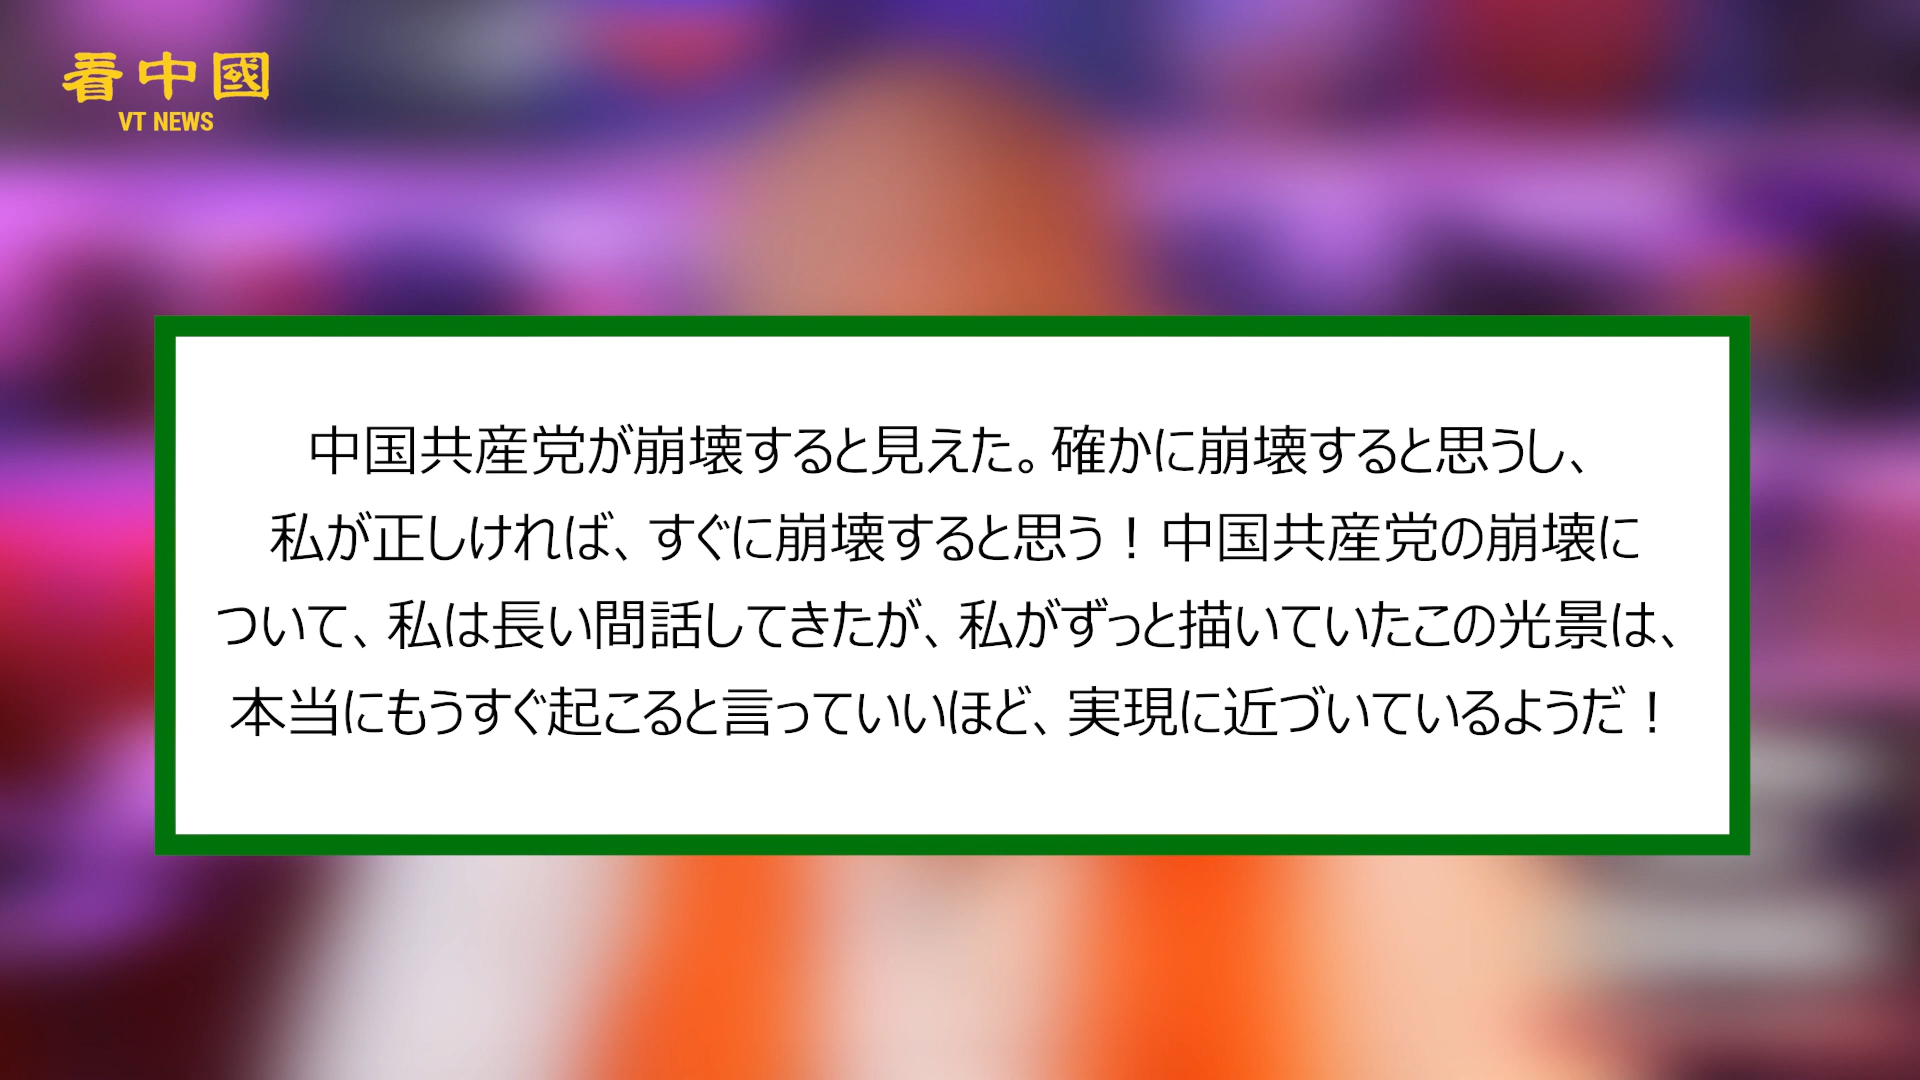 看中國
VT NEWS
中国共産党が崩壊すると見えた。確かに崩壊すると思うし、
私が正しければ、すぐに崩壊すると思う！中国共産党の崩壊に
ついて、私は長い間話してきたが、私がずっと描いていたこの光景は、
本当にもうすぐ起こると言っていいほど、実現に近づいているようだ！